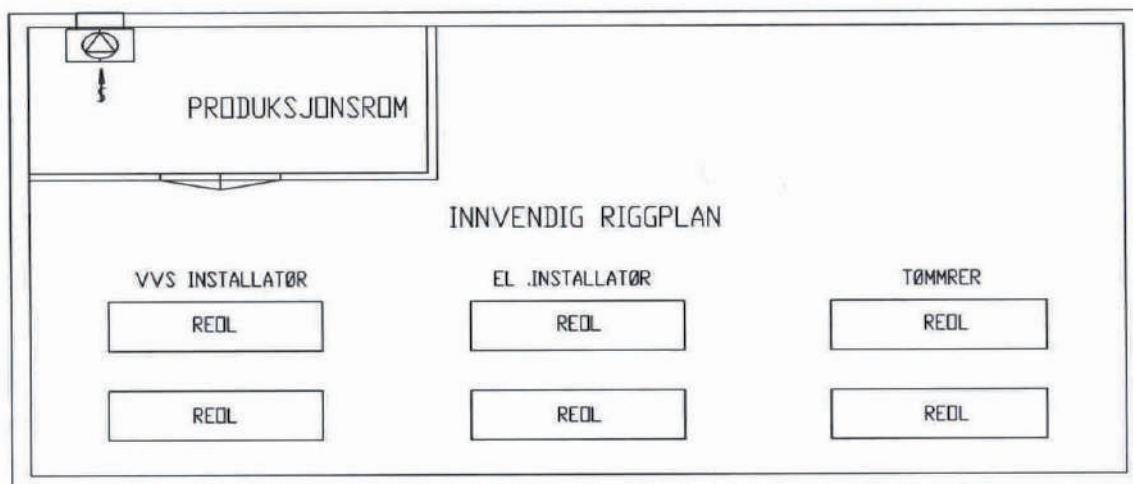 S
PRODUKSJONSROM
INNVENDIG RIGGPLAN
VVS INSTALLATØR
EL .INSTALLATØR
TØMMRER
REOL
REOL
REOL
REOL
REOL
REOL